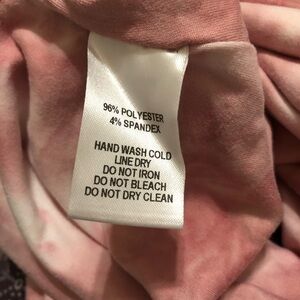 96% POLYESTER
4% SPANDEX
HAND WASH COLD
LINE DRY
DO NOT IRON
DO NOT BLEACH
DO NOT DRY CLEAN